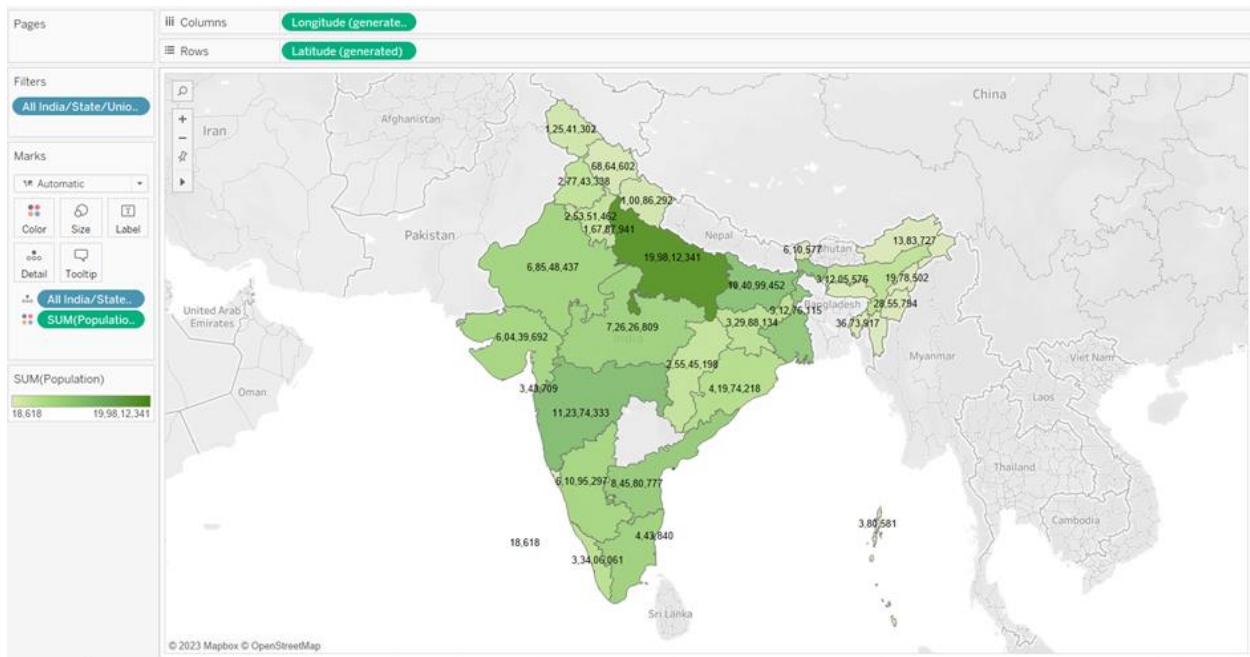 Pages
Columns
Longitude (generate..
Rows
Latitude (generated)
Filters
All India/State/Unio..
Marks
Automatic
Color
Size
Label
Detail
Tooltip
All India/State..
SUM(Populatio..
SUM(Population)
18,618
19,98,12,341
China
Iran
Afghanistan
1,25,41,302
68,64,602
2,77,43,338
1,00,86,292
2,53,51,462
1,67,87,941
Pakistan
Nepal
6,10,577
Bhutan
13,83,727
19,98,12,341
6,85,48,437
10,40,99,452
3,12,05,576
19,78,502
Bangladesh
28,55,794
9,12,76,115
United Arab
Emirates
7,26,26,809
India
3,29,88,134
36,73,917
6,04,39,692
Myanmar
Viet Nam
2,55,45,198
4,19,74,218
Oman
3,43,709
Laos
11,23,74,333
Thailand
6,10,95,297
8,45,80,777
Cambodia
3,80,581
4,43,840
18,618
3,34,06,061
Sri Lanka
© 2023 Mapbox © OpenStreetMap